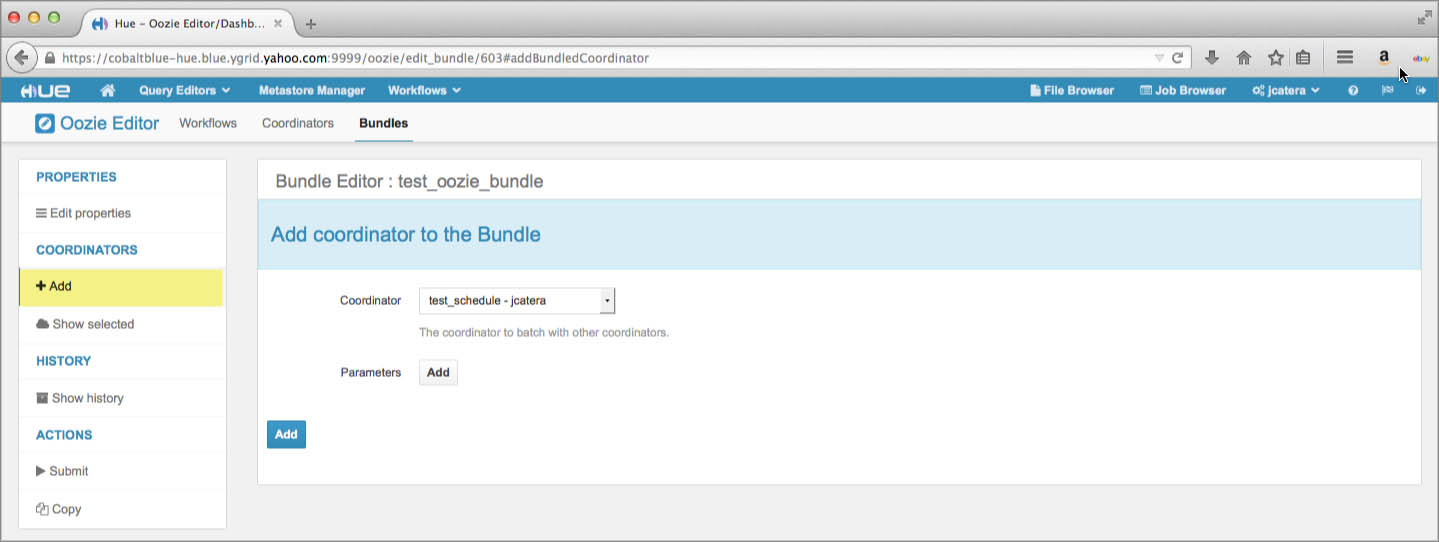 Hue - Oozie Editor/Dashb...
https://cobaltblue-hue.blue.ygrid.yahoo.com:9999/oozie/edit_bundle/603#addBundledCoordinator
a
ebay
HUE Query Editors Metastore Manager Workflows File Browser Job Browser jcatera
Oozie Editor Workflows Coordinators Bundles
PROPERTIES
Edit properties
COORDINATORS
Add
Show selected
HISTORY
Show history
ACTIONS
Submit
Copy
Bundle Editor : test_oozie_bundle
Add coordinator to the Bundle
Coordinator test_schedule - jcatera
The coordinator to batch with other coordinators.
Parameters Add
Add